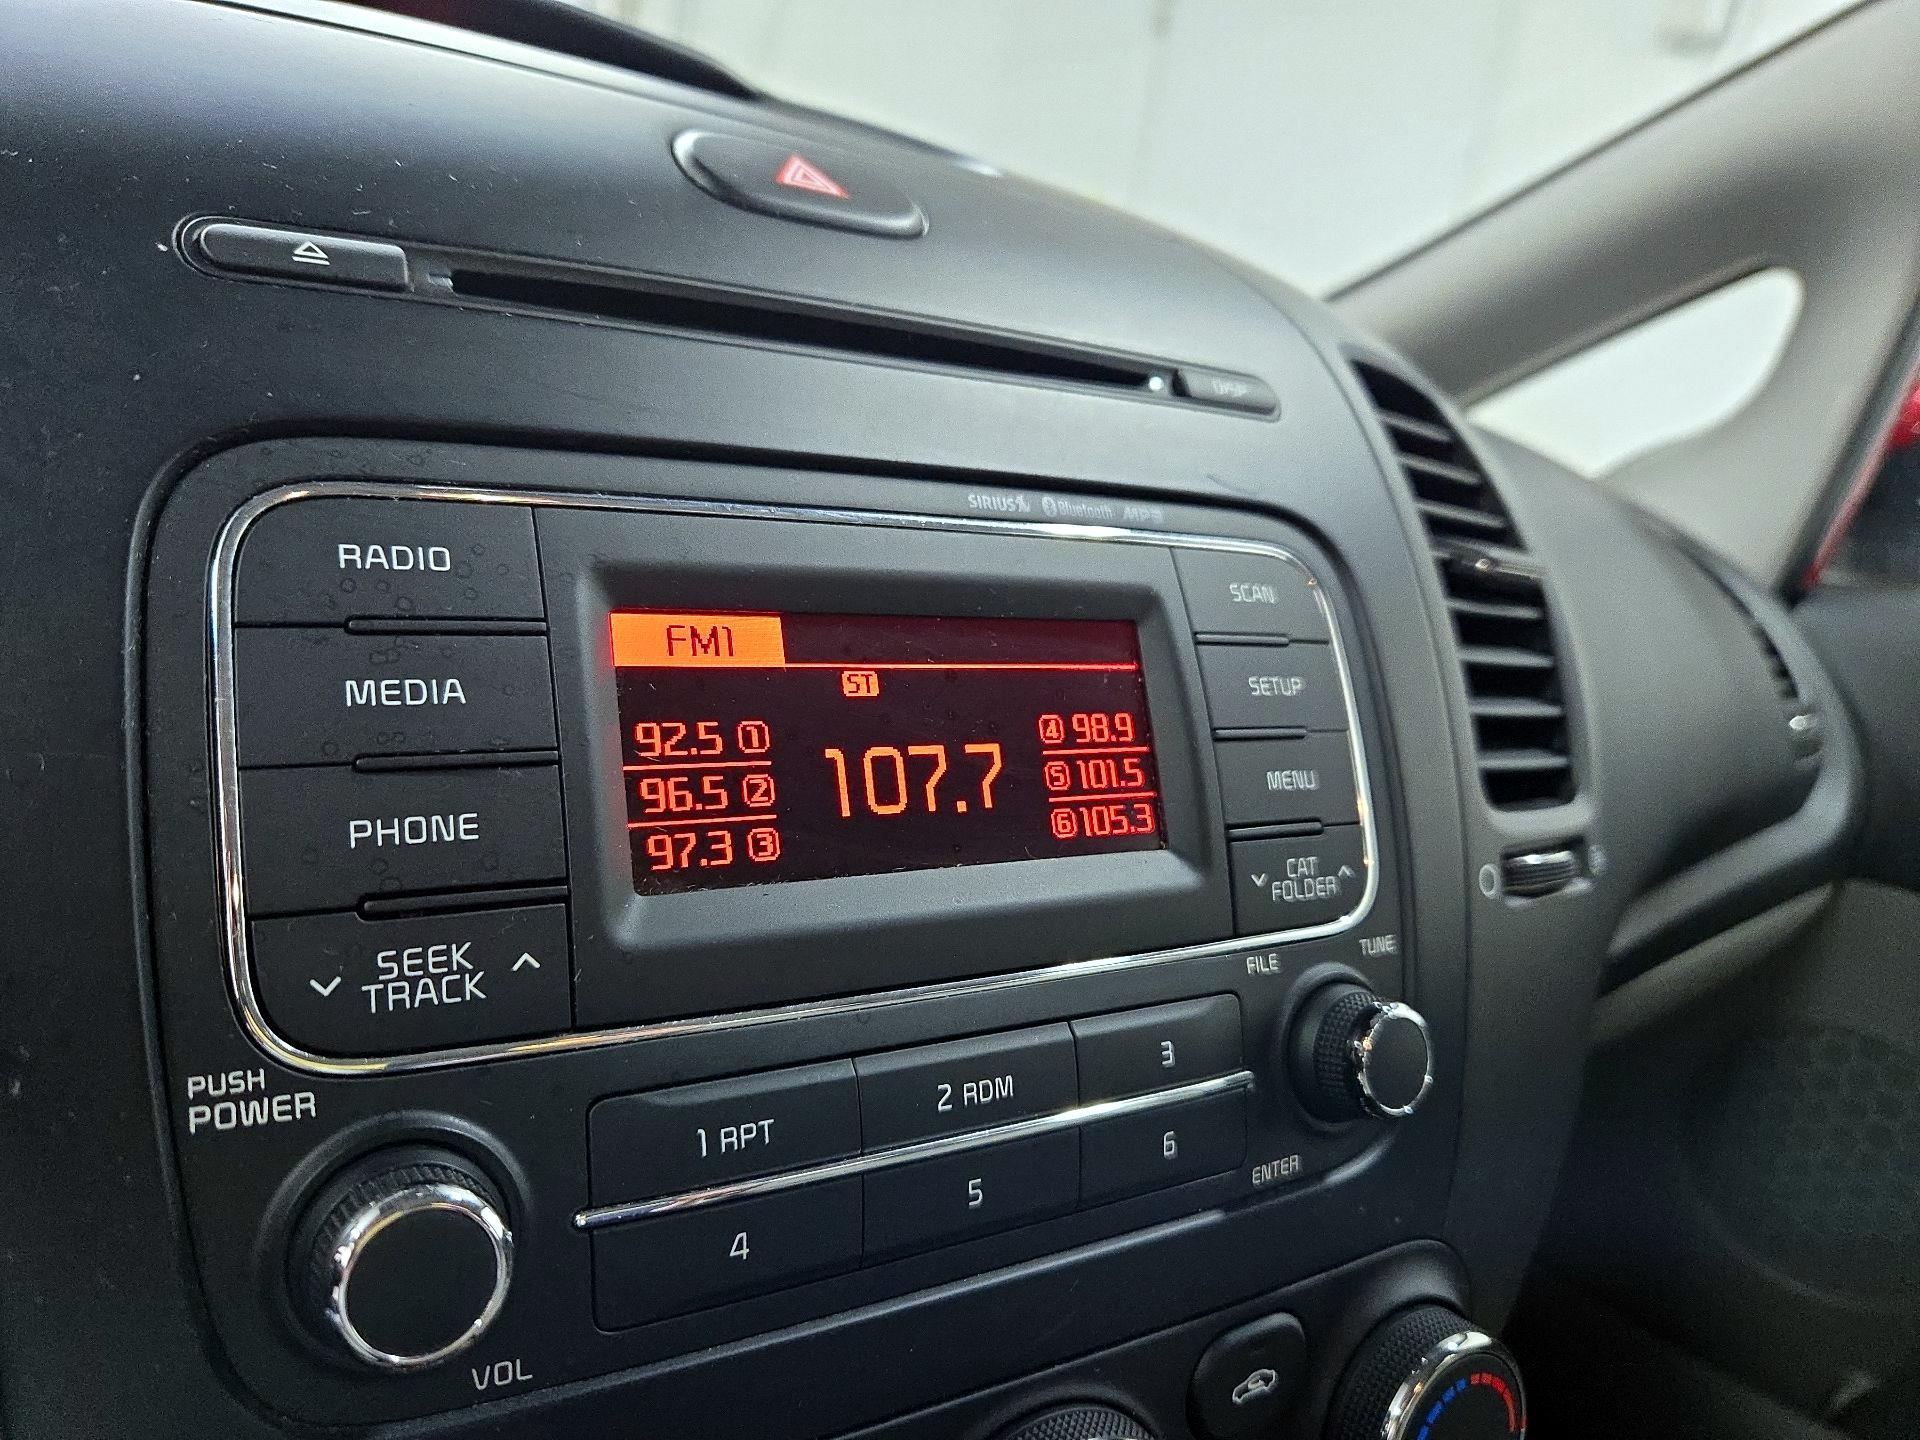 SIRIUS Bluetooth MP3
RADIO
MEDIA
PHONE
SEEK
TRACK
FM1
ST
92.5 1
96.5 2
97.3 3
107.7
4 98.9
5 101.5
6 105.3
SCAN
SETUP
MENU
CAT
FOLDER
TUNE
FILE
PUSH
POWER
VOL
1 RPT
2 RDM
3
4
5
6
ENTER